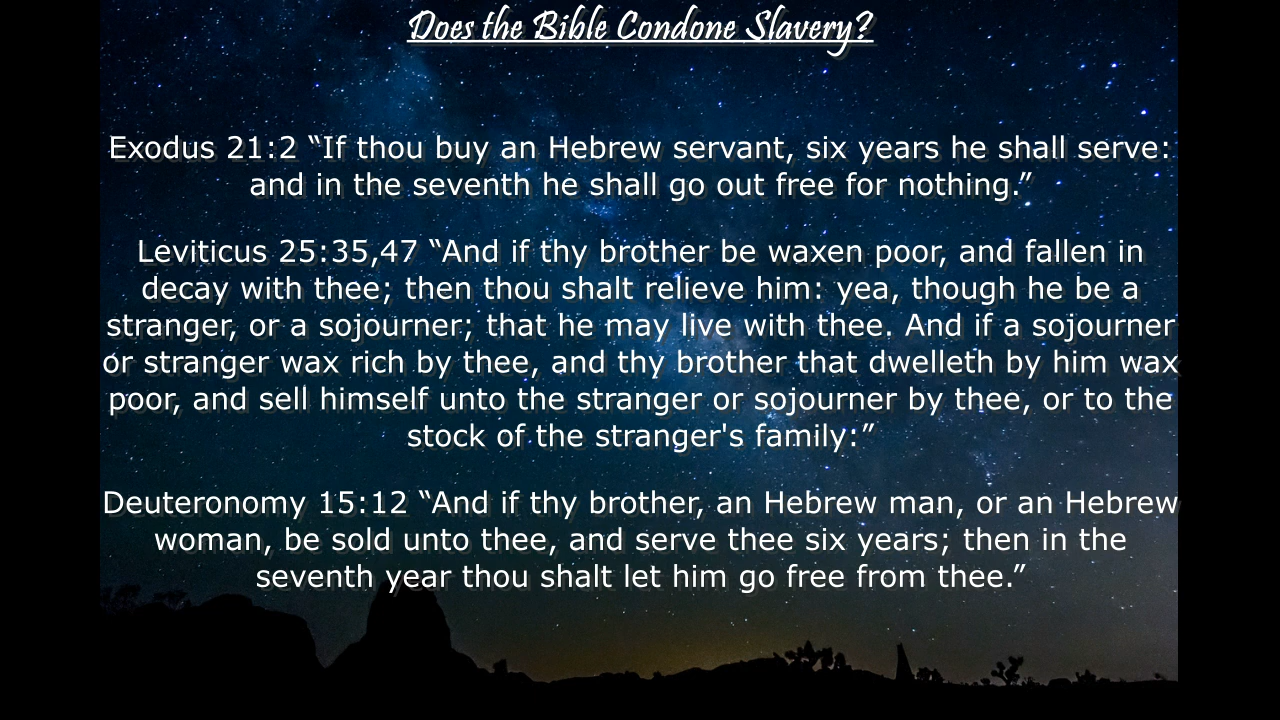 Does the Bible Condone Slavery?
Exodus 21:2 “If thou buy an Hebrew servant, six years he shall serve:
and in the seventh he shall go out free for nothing.”
Leviticus 25:35,47 “And if thy brother be waxen poor, and fallen in
decay with thee; then thou shalt relieve him: yea, though he be a
stranger, or a sojourner; that he may live with thee. And if a sojourner
or stranger wax rich by thee, and thy brother that dwelleth by him wax
poor, and sell himself unto the stranger or sojourner by thee, or to the
stock of the stranger's family:”
Deuteronomy 15:12 “And if thy brother, an Hebrew man, or an Hebrew
woman, be sold unto thee, and serve thee six years; then in the
seventh year thou shalt let him go free from thee.”